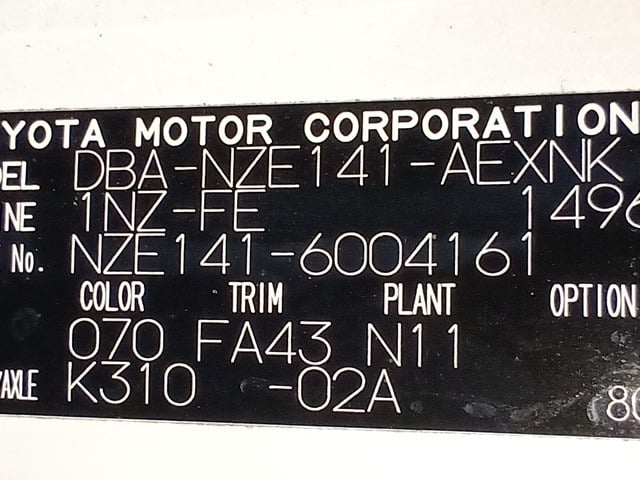 YOTA MOTOR CORPORATION
DEL DBA-NZE141-AEXNK
NE 1NZ-FE 1496
No. NZE141-6004161
COLOR TRIM PLANT OPTION
070 FA43 N11
/AXLE K310 -02A 80